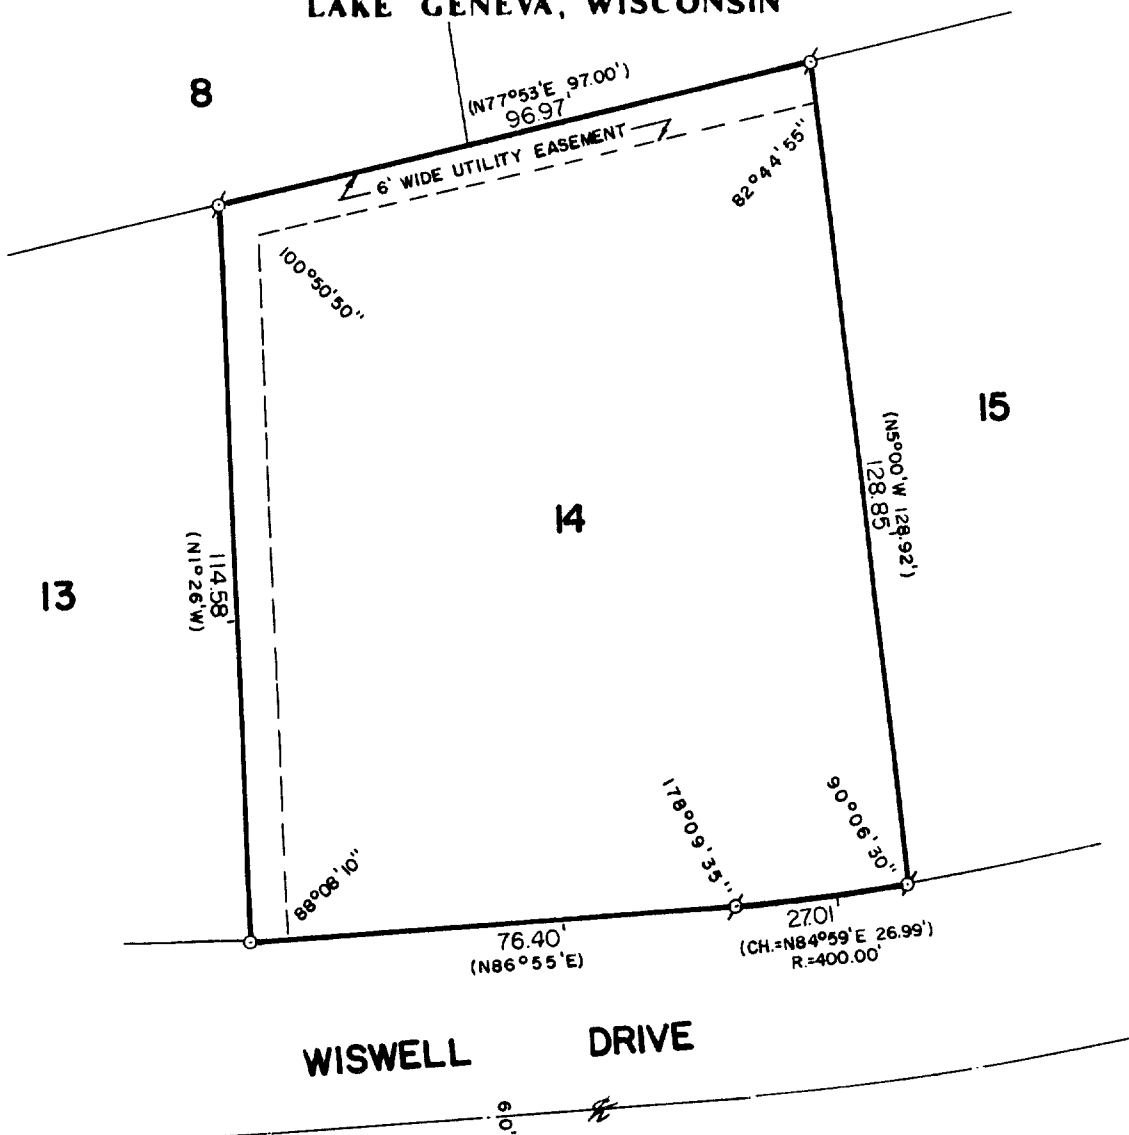 LAKE GENEVA, WISCONSIN
8
(N77°53'E 97.00')
96.97'
6' WIDE UTILITY EASEMENT
82°44'55"
100°50'50"
15
(N5°00'W 128.92')
128.85'
14
13
114.58'
(N1°26'W)
178°09'35"
90°06'30"
88°08'10"
76.40'
(N86°55'E)
27.01'
(CH.=N84°59'E 26.99')
R.=400.00'
WISWELL DRIVE